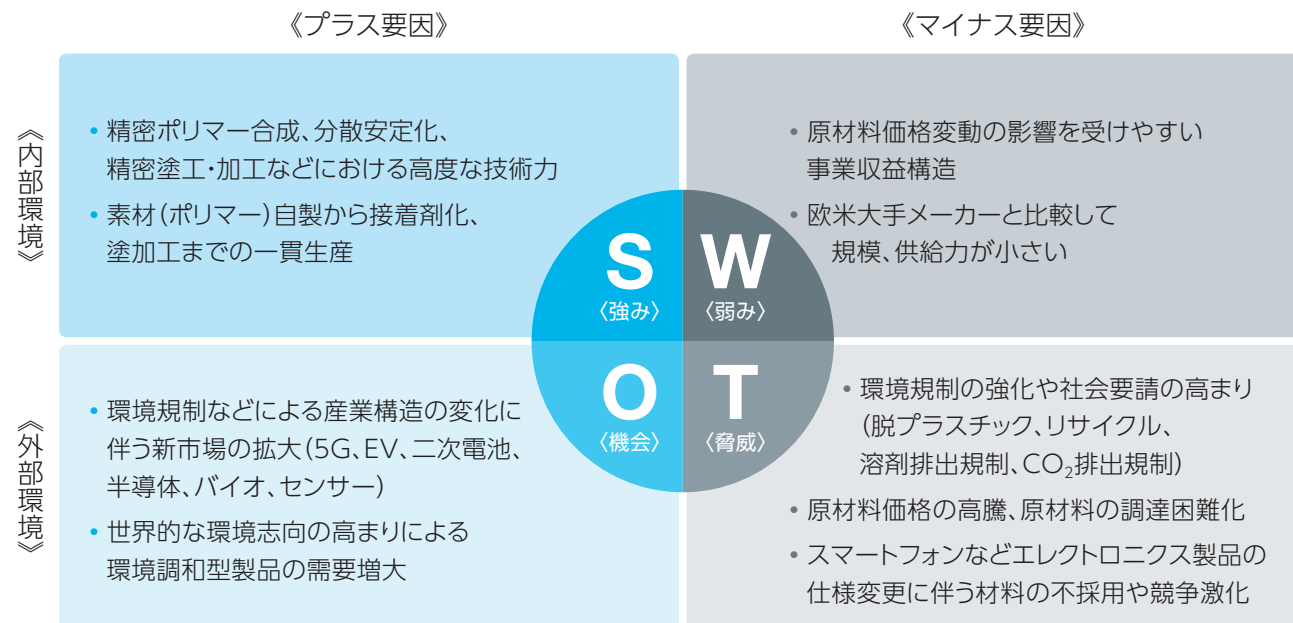 《プラス要因》
《マイナス要因》
《内部環境》
• 精密ポリマー合成、分散安定化、
精密塗工・加工などにおける高度な技術力
• 素材(ポリマー)自製から接着剤化、
塗加工までの一貫生産
• 原材料価格変動の影響を受けやすい
事業収益構造
• 欧米大手メーカーと比較して
規模、供給力が小さい
S
〈強み〉
W
〈弱み〉
O
〈機会〉
T
〈脅威〉
《外部環境》
• 環境規制などによる産業構造の変化に
伴う新市場の拡大(5G、EV、二次電池、
半導体、バイオ、センサー)
• 世界的な環境志向の高まりによる
環境調和型製品の需要増大
• 環境規制の強化や社会要請の高まり
(脱プラスチック、リサイクル、
溶剤排出規制、CO₂排出規制)
• 原材料価格の高騰、原材料の調達困難化
• スマートフォンなどエレクトロニクス製品の
仕様変更に伴う材料の不採用や競争激化